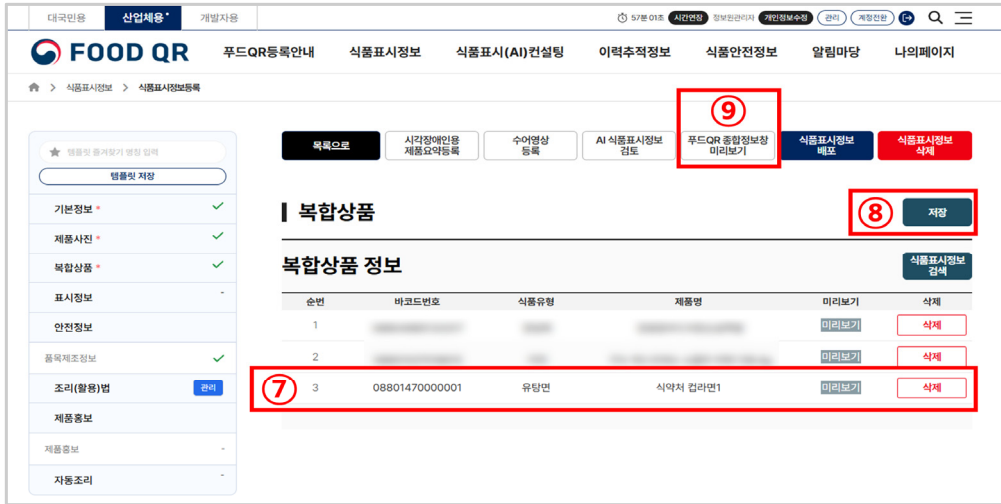 대국민용 산업체용 개발자용 57분 01초 시간연장 정보원관리자 개인정보수정 관리 계정전환
FOOD QR 푸드QR등록안내 식품표시정보 식품표시(AI)컨설팅 이력추적정보 식품안전정보 알림마당 나의페이지
> 식품표시정보 > 식품표시정보등록
⑨
목록으로
시각장애인용
제품요약등록
수어영상
등록
AI 식품표시정보
검토
푸드QR 종합정보창
미리보기
식품표시정보
배포
식품표시정보
삭제
템플릿 즐겨찾기 명칭 입력
템플릿 저장
기본정보 *
제품사진 *
복합상품 *
표시정보
안전정보
품목제조정보
조리(활용)법 관리
제품홍보
제품홍보 -
자동조리
복합상품
⑧ 저장
복합상품 정보
식품표시정보
검색
순번 바코드번호 식품유형 제품명 미리보기 삭제
1 미리보기 삭제
2 미리보기 삭제
⑦ 3 08801470000001 유탕면 식약처 컵라면1 미리보기 삭제